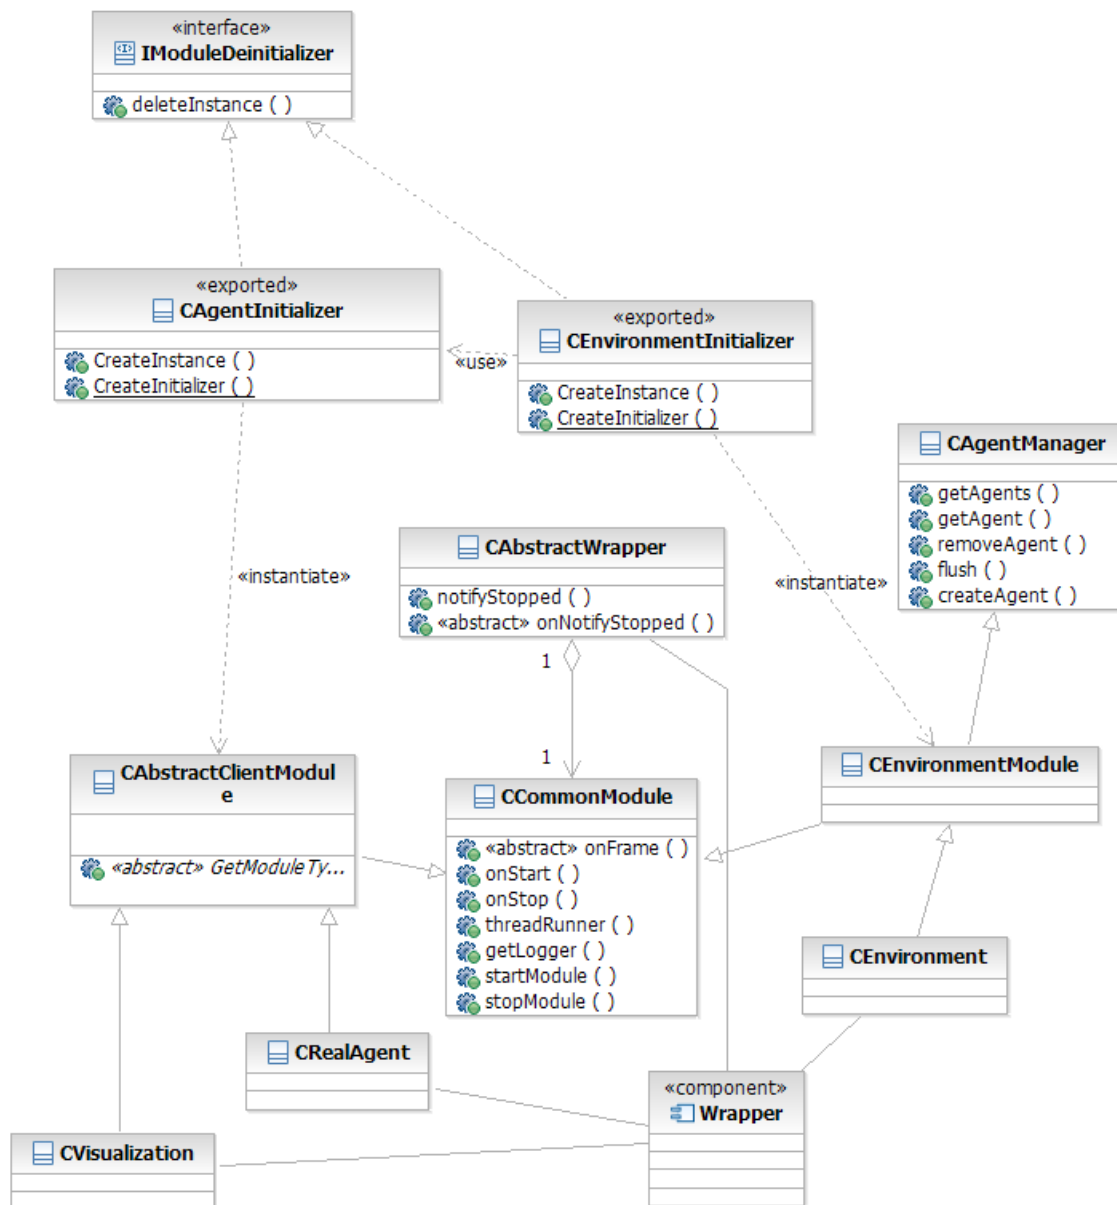 «interface»
IModuleDeinitializer
deleteInstance ( )
«exported»
CAgentInitializer
CreateInstance ( )
CreateInitializer ( )
«use»
«exported»
CEnvironmentInitializer
CreateInstance ( )
CreateInitializer ( )
CAgentManager
getAgents ( )
getAgent ( )
removeAgent ( )
flush ( )
createAgent ( )
«instantiate»
CAbstractWrapper
notifyStopped ( )
«abstract» onNotifyStopped ( )
«instantiate»
1
1
CAbstractClientModul
e
«abstract» GetModuleTy...
CCommonModule
«abstract» onFrame ( )
onStart ( )
onStop ( )
threadRunner ( )
getLogger ( )
startModule ( )
stopModule ( )
CEnvironmentModule
CEnvironment
CRealAgent
«component»
Wrapper
CVisualization